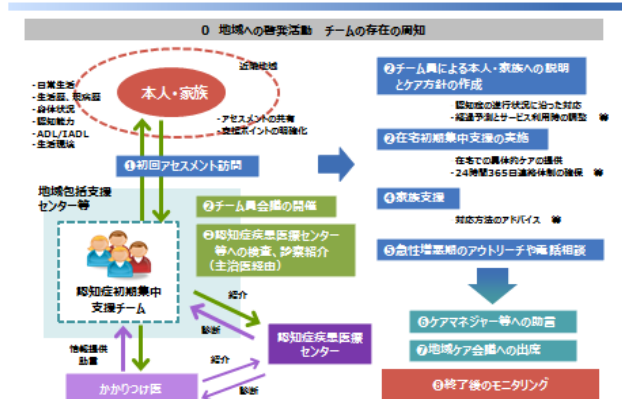 0 地域への啓発活動 チームの存在の周知
近隣地域
本人・家族
・日常生活
・生活歴、現病歴
・身体状況
・認知能力
・ADL/IADL
・生活環境
・アセスメントの共有
・支援ポイントの明確化
❶初回アセスメント訪問
地域包括支援
センター等
❷チーム員会議の開催
❷認知症疾患医療センター
等への検査、診察紹介
(主治医経由)
認知症初期集中
支援チーム
紹介
診断
認知症疾患医療
センター
情報提供
助言
紹介
診断
かかりつけ医
❷チーム員による本人・家族への説明
とケア方針の作成
認知症の進行状況に沿った対応
・経過予測とサービス利用時の調整 等
❷在宅初期集中支援の実施
在宅での具体的ケアの提供
・24時間365日連絡体制の確保 等
❹家族支援
対応方法のアドバイス 等
❺急性増悪期のアウトリーチや電話相談
❻ケアマネジャー等への助言
❼地域ケア会議への出席
❽終了後のモニタリング